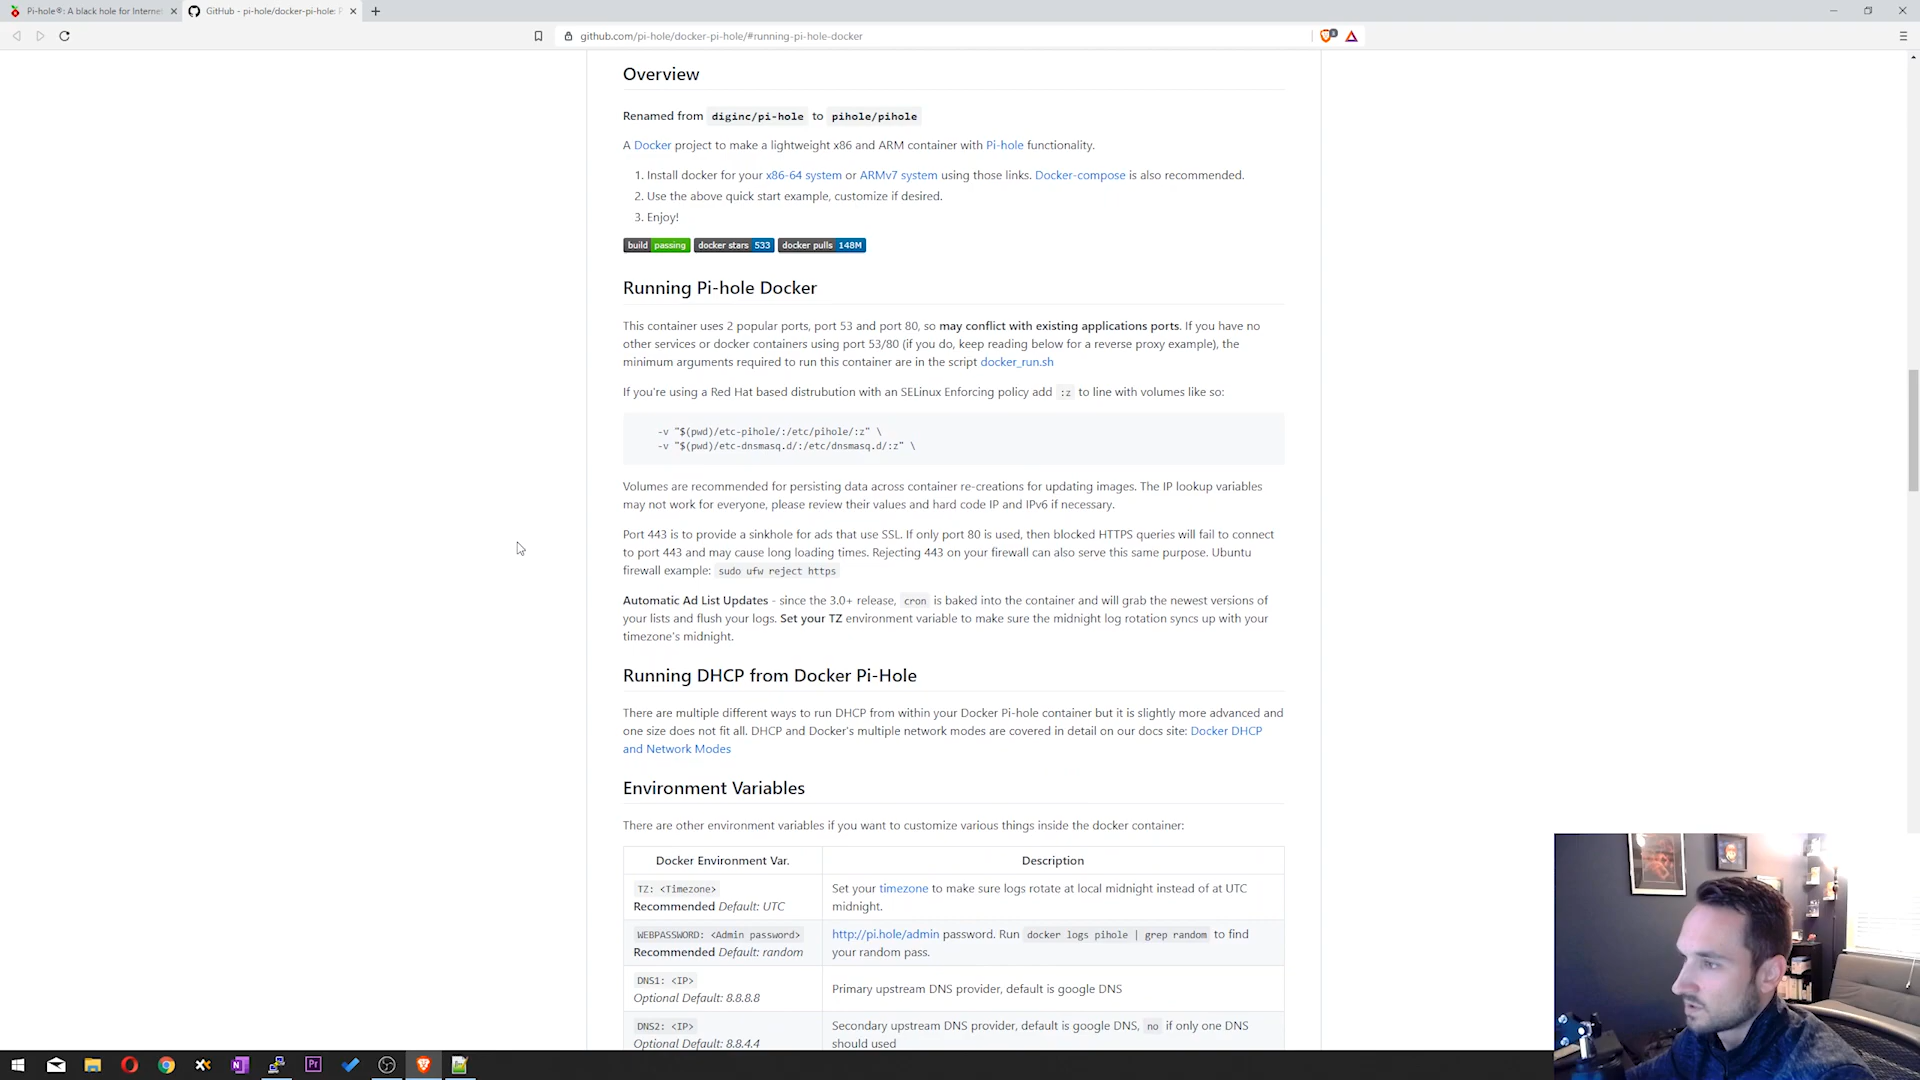 Pi-hole®: A black hole for Interne
GitHub - pi-hole/docker-pi-hole: P
github.com/pi-hole/docker-pi-hole/#running-pi-hole-docker
Overview
Renamed from diginc/pi-hole to pihole/pihole
A Docker project to make a lightweight x86 and ARM container with Pi-hole functionality.
1. Install docker for your x86-64 system or ARMv7 system using those links. Docker-compose is also recommended.
2. Use the above quick start example, customize if desired.
3. Enjoy!
build passing docker stars 533 docker pulls 148M
Running Pi-hole Docker
This container uses 2 popular ports, port 53 and port 80, so may conflict with existing applications ports. If you have no
other services or docker containers using port 53/80 (if you do, keep reading below for a reverse proxy example), the
minimum arguments required to run this container are in the script docker_run.sh
If you're using a Red Hat based distrubution with an SELinux Enforcing policy add :z to line with volumes like so:
-v "$(pwd)/etc-pihole/:/etc/pihole/:z" \
-v "$(pwd)/etc-dnsmasq.d/:/etc/dnsmasq.d/:z" \
Volumes are recommended for persisting data across container re-creations for updating images. The IP lookup variables
may not work for everyone, please review their values and hard code IP and IPv6 if necessary.
Port 443 is to provide a sinkhole for ads that use SSL. If only port 80 is used, then blocked HTTPS queries will fail to connect
to port 443 and may cause long loading times. Rejecting 443 on your firewall can also serve this same purpose. Ubuntu
firewall example: sudo ufw reject https
Automatic Ad List Updates - since the 3.0+ release, cron is baked into the container and will grab the newest versions of
your lists and flush your logs. Set your TZ environment variable to make sure the midnight log rotation syncs up with your
timezone's midnight.
Running DHCP from Docker Pi-Hole
There are multiple different ways to run DHCP from within your Docker Pi-hole container but it is slightly more advanced and
one size does not fit all. DHCP and Docker's multiple network modes are covered in detail on our docs site: Docker DHCP
and Network Modes
Environment Variables
There are other environment variables if you want to customize various things inside the docker container:
Docker Environment Var. Description
TZ: <Timezone>
Recommended Default: UTC
Set your timezone to make sure logs rotate at local midnight instead of at UTC
midnight.
WEBPASSWORD: <Admin password>
Recommended Default: random
http://pi.hole/admin password. Run docker logs pihole | grep random to find
your random pass.
DNS1: <IP>
Optional Default: 8.8.8.8
Primary upstream DNS provider, default is google DNS
DNS2: <IP>
Optional Default: 8.8.4.4
Secondary upstream DNS provider, default is google DNS, no if only one DNS
should used